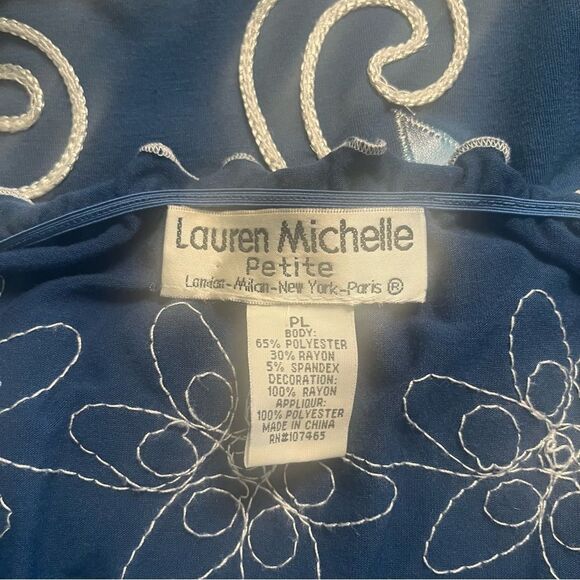 Lauren Michelle
Petite
London-Milan-New York-Paris ®
PL
BODY:
65% POLYESTER
30% RAYON
5% SPANDEX
DECORATION:
100% RAYON
APPLIQUR:
100% POLYESTER
MADE IN CHINA
RN#107465